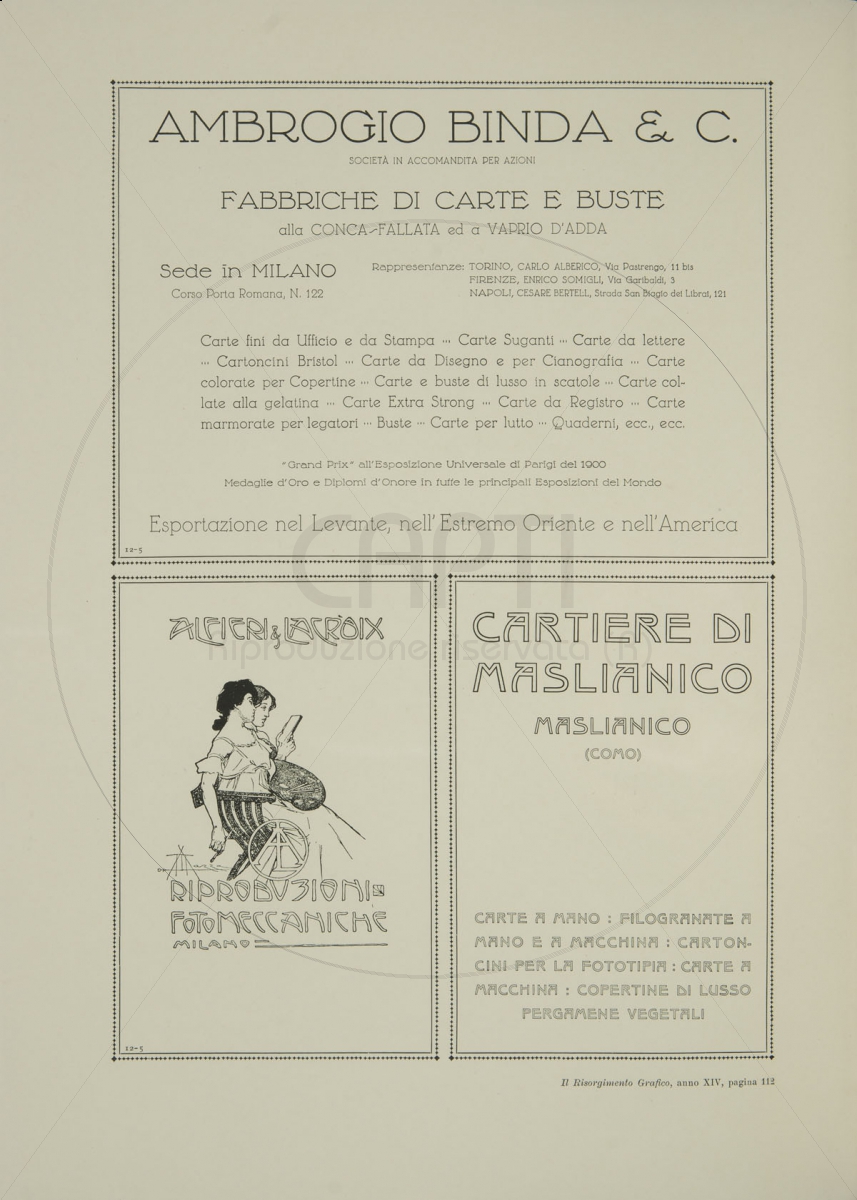 AMBROGIO BINDA & C.
SOCIETÀ IN ACCOMANDITA PER AZIONI
FABBRICHE DI CARTE E BUSTE
alla CONCA-FALLATA ed a VAPRIO D'ADDA
Sede in MILANO
Corso Porta Romana, N. 122
Rappresentanze: TORINO, CARLO ALBERICO, Via Pastrengo, 11 bis
FIRENZE, ENRICO SOMIGLI, Via Garibaldi, 3
NAPOLI, CESARE BERTELL, Strada San Biagio dei Librai, 121
Carte fini da Ufficio e da Stampa ··· Carte Suganti ··· Carte da lettere
··· Cartoncini Bristol ··· Carte da Disegno e per Cianografia ··· Carte
colorate per Copertine ··· Carte e buste di lusso in scatole ··· Carte col-
late alla gelatina ··· Carte Extra Strong ··· Carte da Registro ··· Carte
marmorate per legatori ··· Buste ··· Carte per lutto ··· Quaderni, ecc., ecc.
"Grand Prix" all'Esposizione Universale di Parigi del 1900
Medaglie d'Oro e Diplomi d'Onore in tutte le principali Esposizioni del Mondo
Esportazione nel Levante, nell'Estremo Oriente e nell'America
12-5
CAPTI
riproduzione riservata (R)
ALFIERI & LACROIX
RIPRODUZIONI
FOTOMECCANICHE
MILANO
12-5
CARTIERE DI
MASLIANICO
MASLIANICO
(COMO)
CARTE A MANO : FILOGRANATE A
MANO E A MACCHINA : CARTON-
CINI PER LA FOTOTIPIA : CARTE A
MACCHINA : COPERTINE DI LUSSO
PERGAMENE VEGETALI
Il Risorgimento Grafico, anno XIV, pagina 112